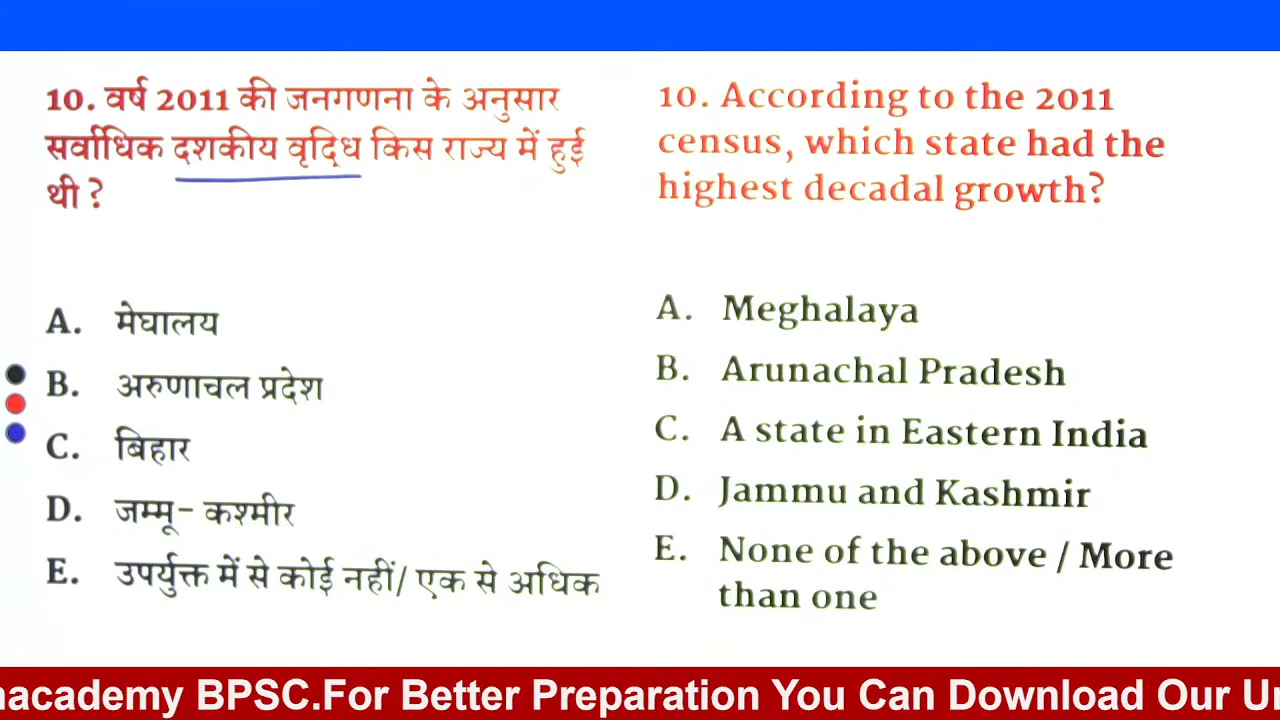 10. वर्ष 2011 की जनगणना के अनुसार
सर्वाधिक दशकीय वृद्धि किस राज्य में हुई
थी ?
A. मेघालय
B. अरुणाचल प्रदेश
C. बिहार
D. जम्मू- कश्मीर
E. उपर्युक्त में से कोई नहीं/ एक से अधिक
10. According to the 2011
census, which state had the
highest decadal growth?
A. Meghalaya
B. Arunachal Pradesh
C. A state in Eastern India
D. Jammu and Kashmir
E. None of the above / More
than one
nacademy BPSC.For Better Preparation You Can Download Our Un